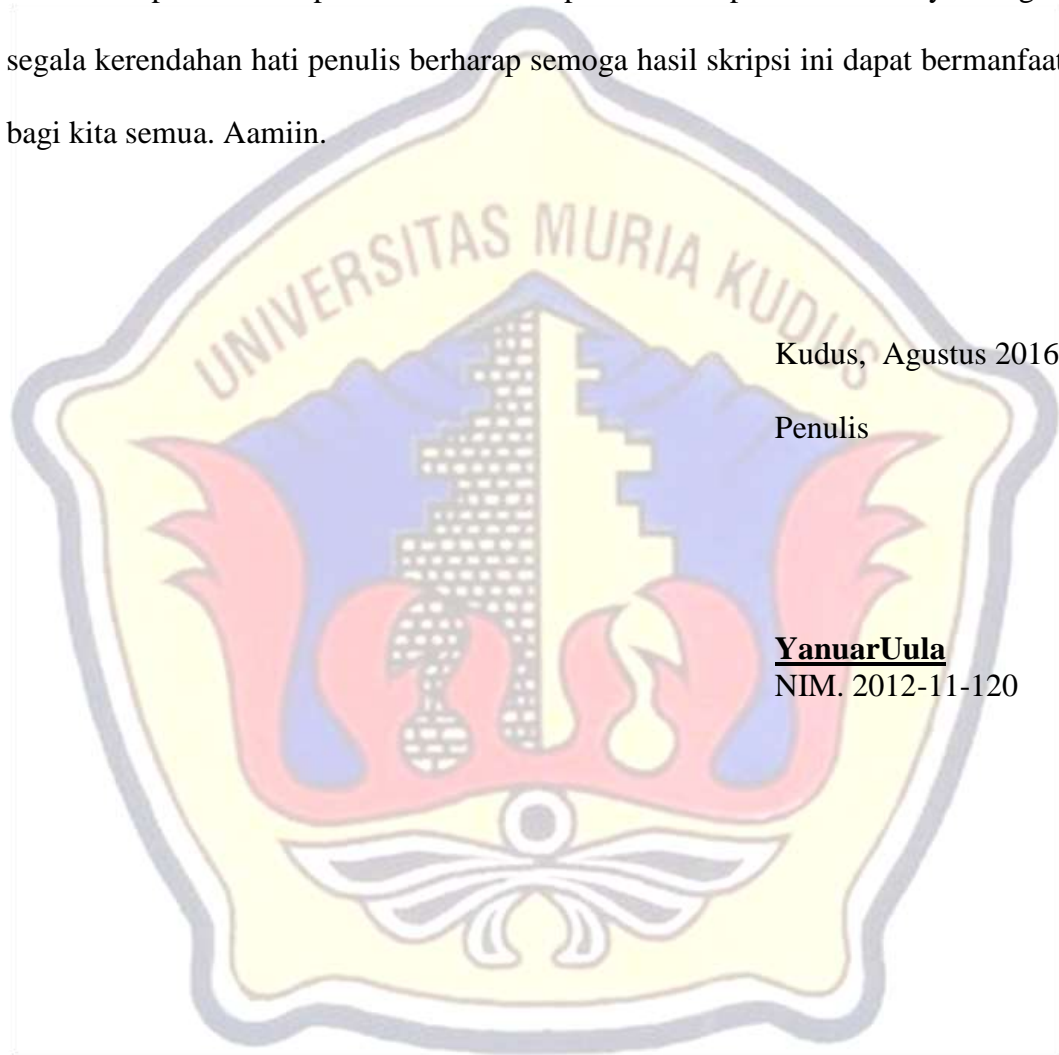 segala kerendahan hati penulis berharap semoga hasil skripsi ini dapat bermanfaat
bagi kita semua. Aamiin.
UNIVERSITAS MURIA KUDUS
Kudus, Agustus 2016
Penulis
YanuarUula
NIM. 2012-11-120